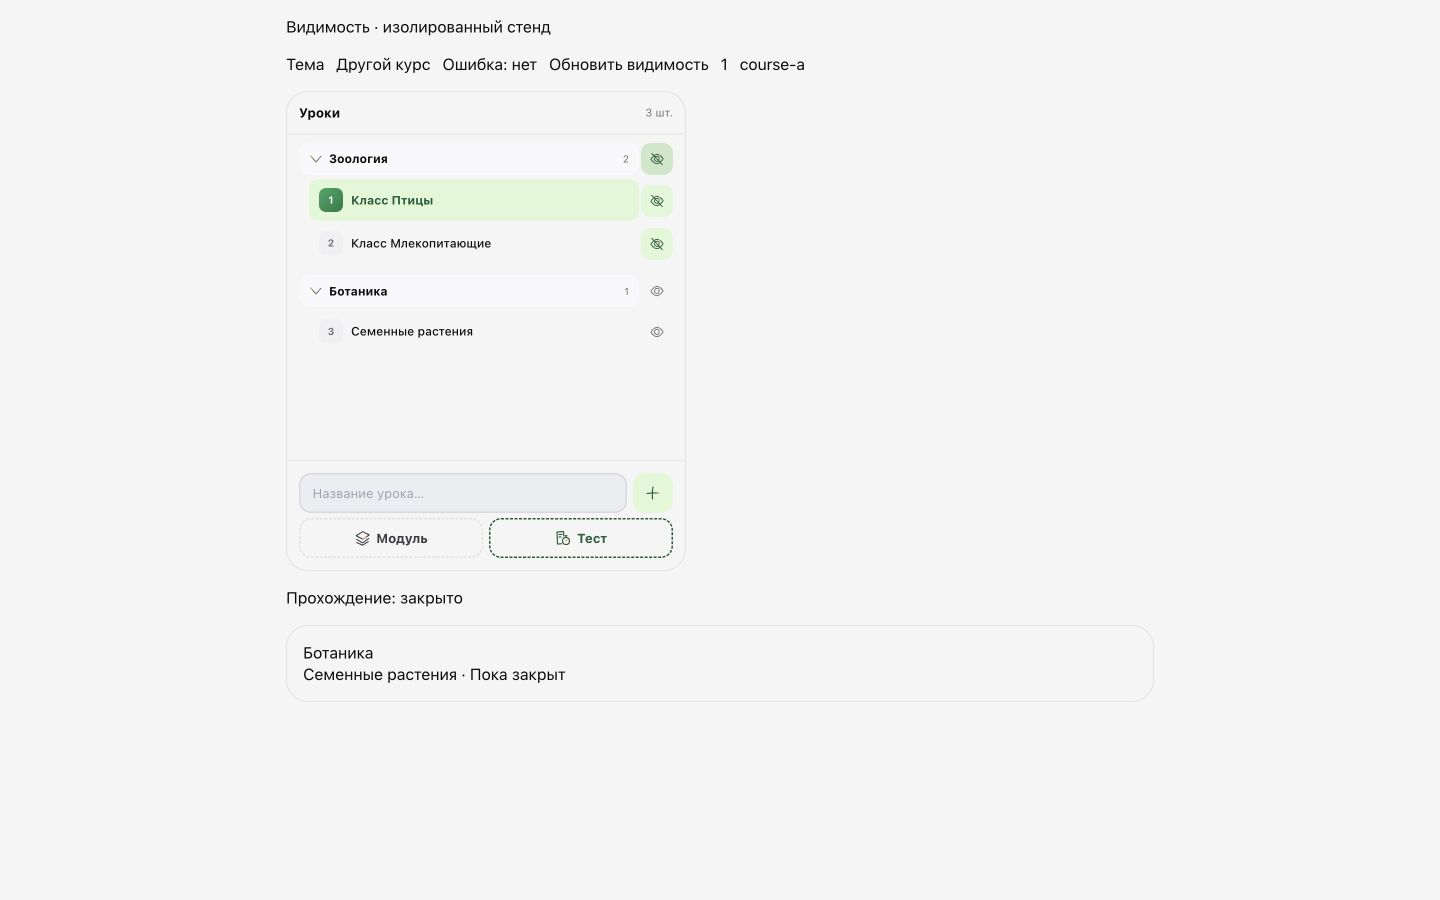 Видимость · изолированный стенд
Тема Другой курс Ошибка: нет Обновить видимость 1 course-a
Уроки 3 шт.
Зоология 2
1 Класс Птицы
2 Класс Млекопитающие
Ботаника 1
3 Семенные растения
Название урока...
Модуль Тест
Прохождение: закрыто
Ботаника
Семенные растения · Пока закрыт